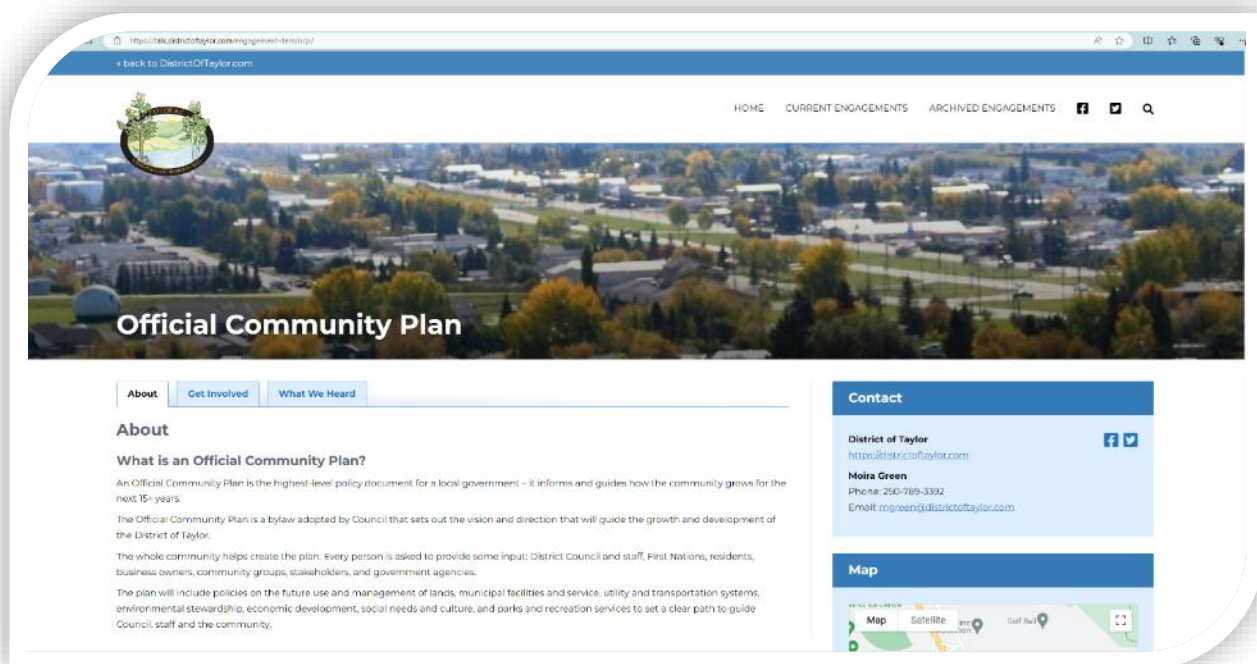 https://talk.districtoftaylor.com/engagement-item/ocp/
« back to DistrictOfTaylor.com
HOME CURRENT ENGAGEMENTS ARCHIVED ENGAGEMENTS
Official Community Plan
About Get Involved What We Heard
About
What is an Official Community Plan?
An Official Community Plan is the highest-level policy document for a local government – it informs and guides how the community grows for the
next 15+ years.
The Official Community Plan is a bylaw adopted by Council that sets out the vision and direction that will guide the growth and development of
the District of Taylor.
The whole community helps create the plan. Every person is asked to provide some input: District Council and staff, First Nations, residents,
business owners, community groups, stakeholders, and government agencies.
The plan will include policies on the future use and management of lands, municipal facilities and service, utility and transportation systems,
environmental stewardship, economic development, social needs and culture, and parks and recreation services to set a clear path to guide
Council, staff and the community.
Contact
District of Taylor
https://districtoftaylor.com
Moira Green
Phone: 250-789-3392
Email: mgreen@districtoftaylor.com
Map
Map Satellite
Golf Ball